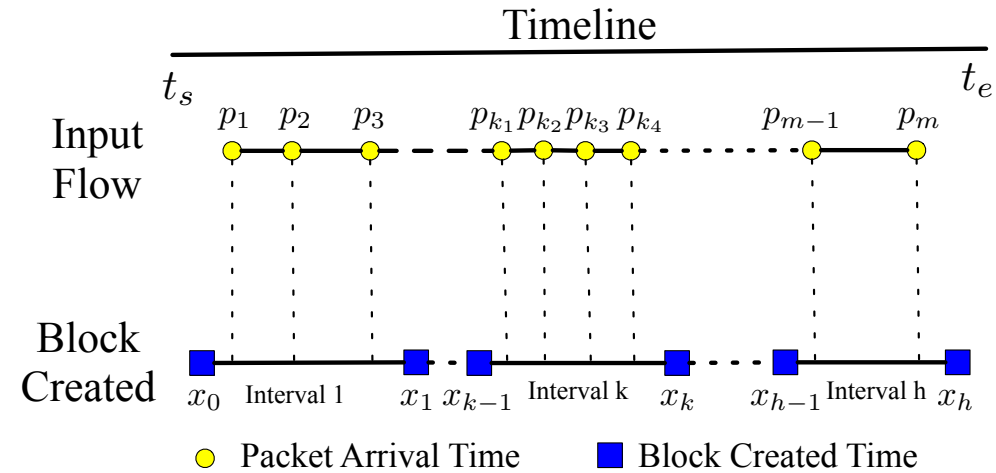 Timeline
t_s t_e
p_1 p_2 p_3 p_{k_1} p_{k_2} p_{k_3} p_{k_4} p_{m-1} p_m
Input
Flow
Block
Created
x_0 Interval 1 x_1 x_{k-1} Interval k x_k x_{h-1} Interval h x_h
Packet Arrival Time Block Created Time